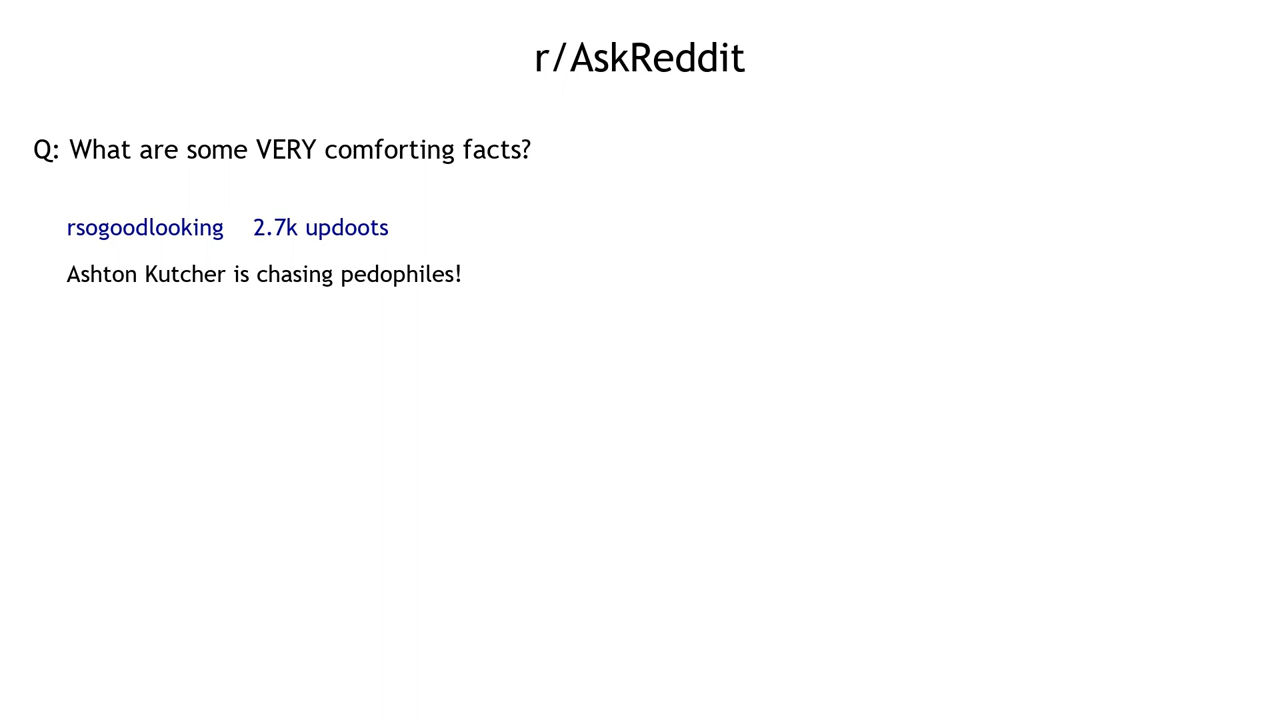 r/AskReddit
Q: What are some VERY comforting facts?
rsogoodlooking 2.7k updoots
Ashton Kutcher is chasing pedophiles!